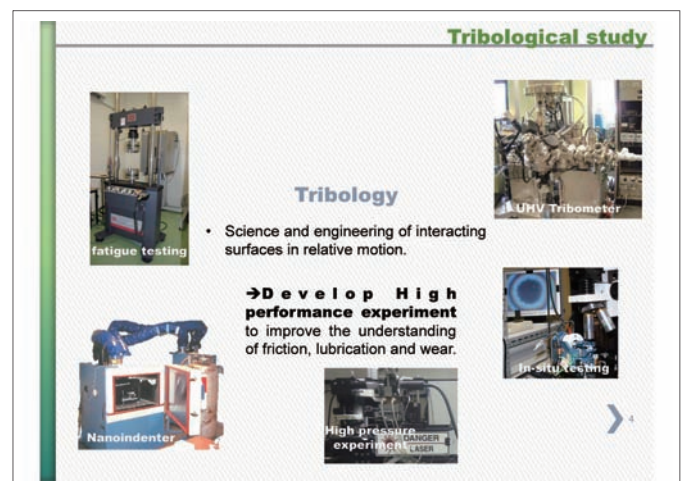 Tribological study
fatigue testing
UHV Tribometer
Tribology
• Science and engineering of interacting
surfaces in relative motion.
➔Develop High
performance experiment
to improve the understanding
of friction, lubrication and wear.
In-situ testing
Nanoindenter
High pressure
experiment
DANGER
LASER
4